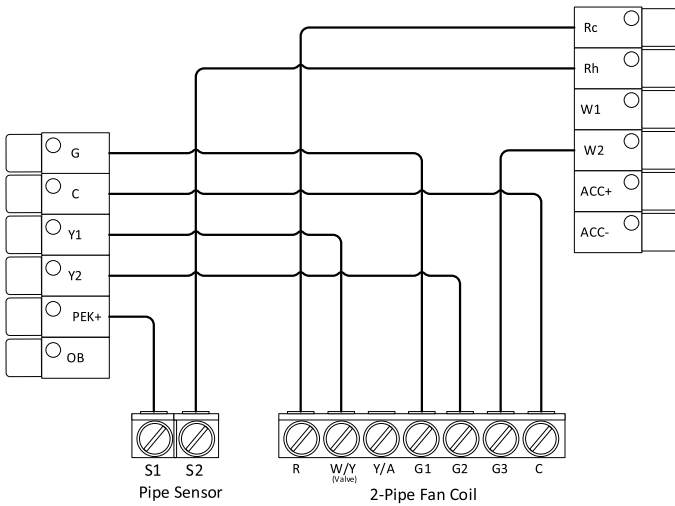 Rc
Rh
W1
W2
ACC+
ACC-
G
C
Y1
Y2
PEK+
OB
S1 S2
Pipe Sensor
R W/Y Y/A G1 G2 G3 C
(Valve)
2-Pipe Fan Coil